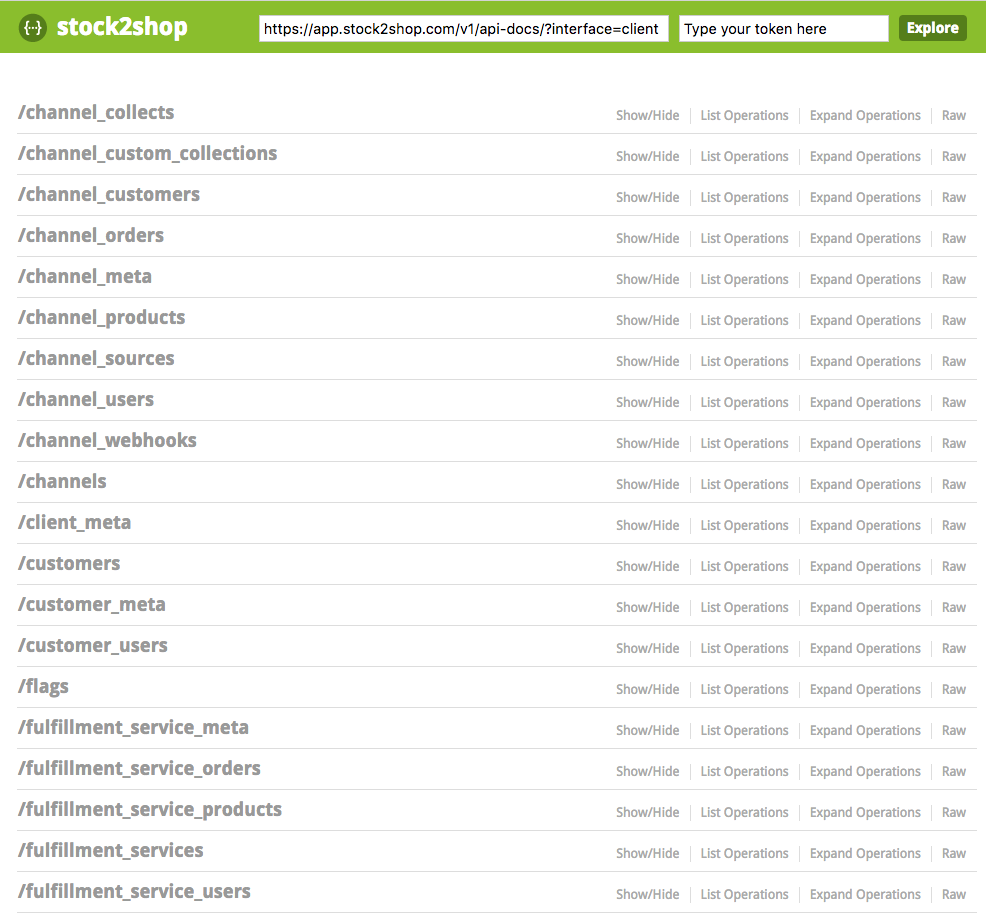 {··} stock2shop https://app.stock2shop.com/v1/api-docs/?interface=client Type your token here Explore
/channel_collects Show/Hide List Operations Expand Operations Raw
/channel_custom_collections Show/Hide List Operations Expand Operations Raw
/channel_customers Show/Hide List Operations Expand Operations Raw
/channel_orders Show/Hide List Operations Expand Operations Raw
/channel_meta Show/Hide List Operations Expand Operations Raw
/channel_products Show/Hide List Operations Expand Operations Raw
/channel_sources Show/Hide List Operations Expand Operations Raw
/channel_users Show/Hide List Operations Expand Operations Raw
/channel_webhooks Show/Hide List Operations Expand Operations Raw
/channels Show/Hide List Operations Expand Operations Raw
/client_meta Show/Hide List Operations Expand Operations Raw
/customers Show/Hide List Operations Expand Operations Raw
/customer_meta Show/Hide List Operations Expand Operations Raw
/customer_users Show/Hide List Operations Expand Operations Raw
/flags Show/Hide List Operations Expand Operations Raw
/fulfillment_service_meta Show/Hide List Operations Expand Operations Raw
/fulfillment_service_orders Show/Hide List Operations Expand Operations Raw
/fulfillment_service_products Show/Hide List Operations Expand Operations Raw
/fulfillment_services Show/Hide List Operations Expand Operations Raw
/fulfillment_service_users Show/Hide List Operations Expand Operations Raw